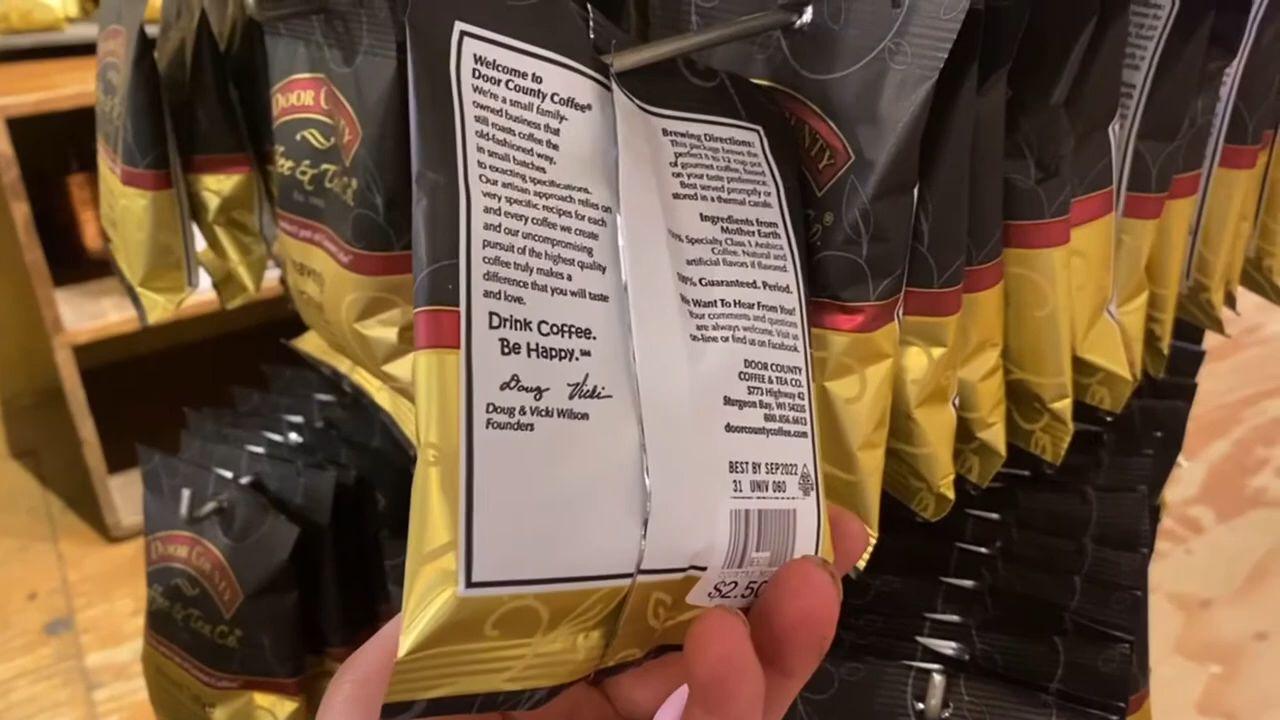 Welcome to
Door County Coffee®
We're a small family-
owned business that
still roasts coffee the
old-fashioned way,
in small batches
to exacting specifications.
Our artisan approach relies on
very specific recipes for each
and every coffee we create
and our uncompromising
pursuit of the highest quality
coffee truly makes a
difference that you will taste
and love.
Drink Coffee.
Be Happy.℠
Doug Vicki
Doug & Vicki Wilson
Founders
Brewing Directions:
This package brews the
perfect 8 to 12 cup pot
of gourmet coffee, based
on your taste preference.
Best served promptly or
stored in a thermal carafe.
Ingredients from
Mother Earth
Specialty Class 1 Arabica
Coffee. Natural and
artificial flavors if flavored.
Guaranteed. Period.
We Want To Hear From You!
Your comments and questions
are always welcome. Visit us
on-line or find us on Facebook.
DOOR COUNTY
COFFEE & TEA CO.
5773 Highway 42
Sturgeon Bay, WI 54235
800.856.6613
doorcountycoffee.com
BEST BY SEP2022
31 UNIV 060
$2.50
DOOR COUNTY
& Tea Co.
DOOR COUNTY
& Tea Co.